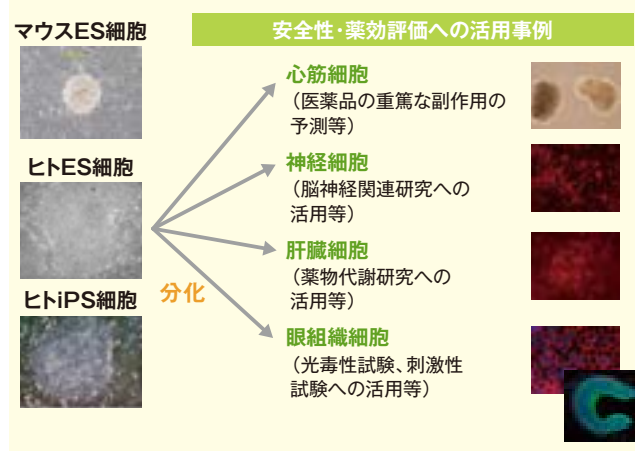 マウスES細胞
安全性・薬効評価への活用事例
心筋細胞
（医薬品の重篤な副作用の
予測等）
ヒトES細胞
神経細胞
（脳神経関連研究への
活用等）
肝臓細胞
（薬物代謝研究への
活用等）
ヒトiPS細胞
分化
眼組織細胞
（光毒性試験、刺激性
試験への活用等）